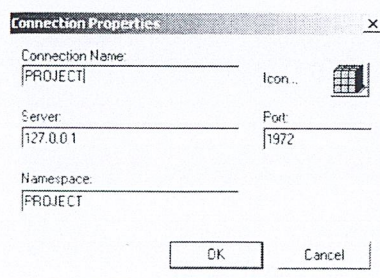 Connection Properties
Connection Name:
PROJECT
Icon...
Server:
127.0.0.1
Port:
1972
Namespace:
PROJECT
OK
Cancel